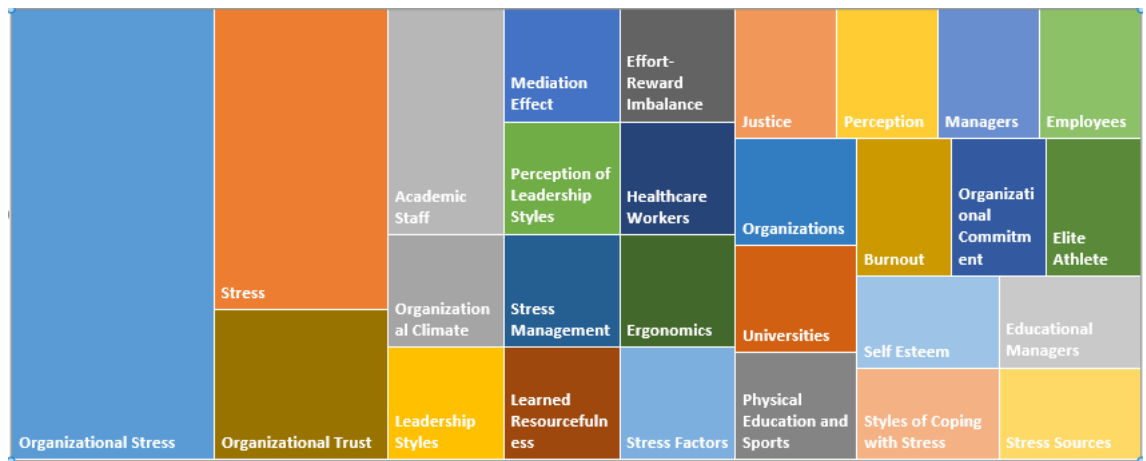 Organizational Stress
Stress
Organizational Trust
Academic
Staff
Organization
al Climate
Leadership
Styles
Mediation
Effect
Perception of
Leadership
Styles
Stress
Management
Learned
Resourcefuln
ess
Effort-
Reward
Imbalance
Healthcare
Workers
Ergonomics
Stress Factors
Justice
Perception
Managers
Employees
Organizations
Universities
Physical
Education and
Sports
Burnout
Organizati
onal
Commitm
ent
Elite
Athlete
Self Esteem
Educational
Managers
Styles of Coping
with Stress
Stress Sources